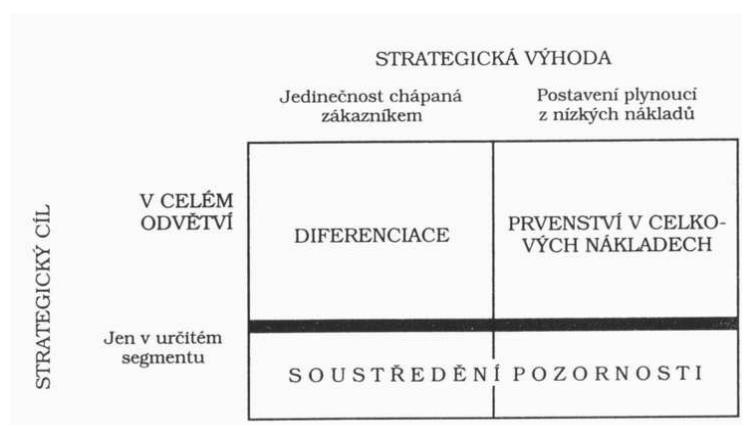 STRATEGICKÁ VÝHODA
Jedinečnost chápaná
zákazníkem
Postavení plynoucí
z nízkých nákladů
STRATEGICKÝ CÍL
V CELÉM
ODVĚTVÍ
DIFERENCIACE
PRVENSTVÍ V CELKO-
VÝCH NÁKLADECH
Jen v určitém
segmentu
SOUSTŘEDĚNÍ POZORNOSTI